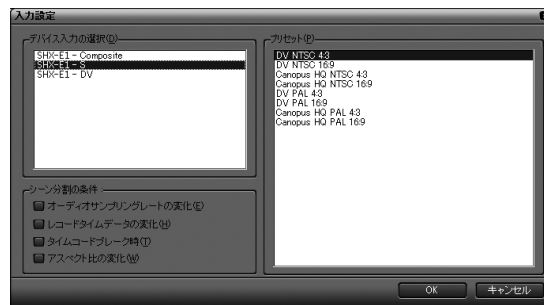 入力設定
デバイス入力の選択(D)
SHX-E1 - Composite
SHX-E1 - S
SHX-E1 - DV
シーン分割の条件
オーディオサンプリングレートの変化(E)
レコードタイムデータの変化(H)
タイムコードブレーク時(T)
アスペクト比の変化(W)
プリセット(P)
DV NTSC 4:3
DV NTSC 16:9
Canopus HQ NTSC 4:3
Canopus HQ NTSC 16:9
DV PAL 4:3
DV PAL 16:9
Canopus HQ PAL 4:3
Canopus HQ PAL 16:9
OK
キャンセル